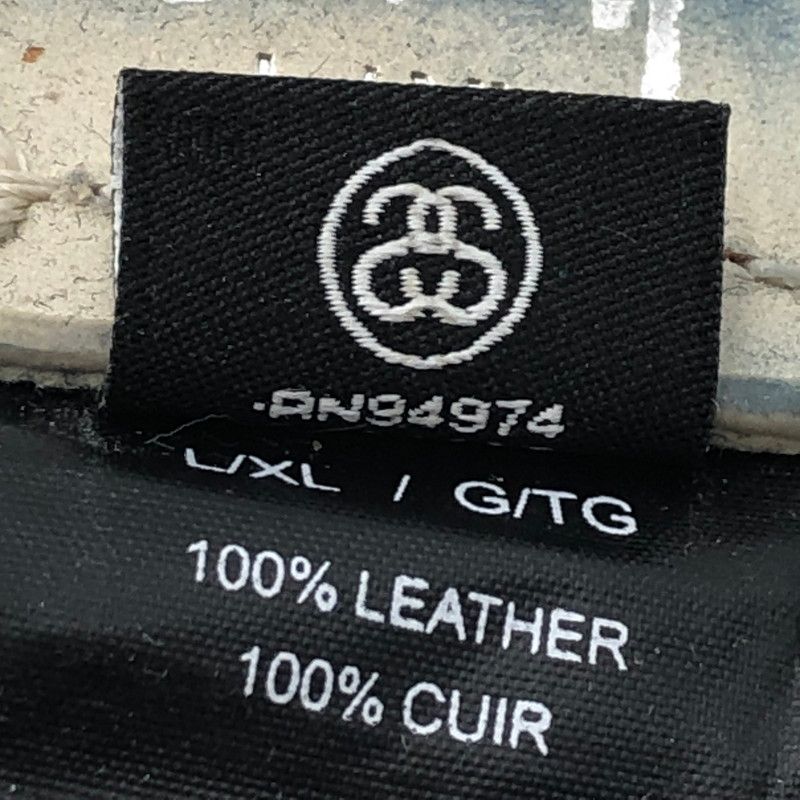 RN94974
L/XL / G/TG
100% LEATHER
100% CUIR